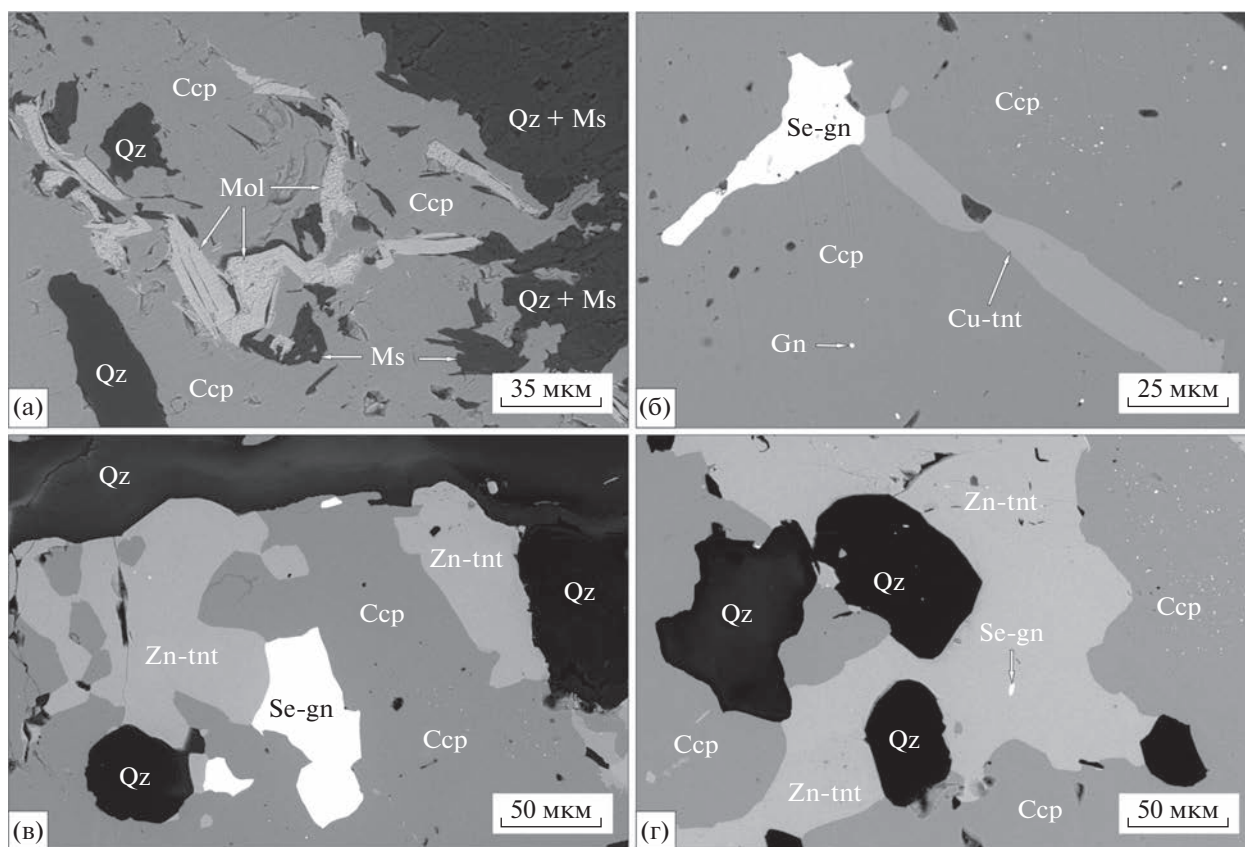 Ccp
Qz + Ms
Qz
Mol
Ccp
Qz + Ms
Ms
Qz
Ccp
35 мкм
(а)
Ccp
Se-gn
Ccp
Cu-tnt
Gn
25 мкм
(б)
Qz
Zn-tnt
Qz
Ccp
Zn-tnt
Se-gn
Ccp
Qz
50 мкм
(в)
Zn-tnt
Qz
Qz
Ccp
Se-gn
Ccp
Qz
Zn-tnt
Ccp
50 мкм
(г)